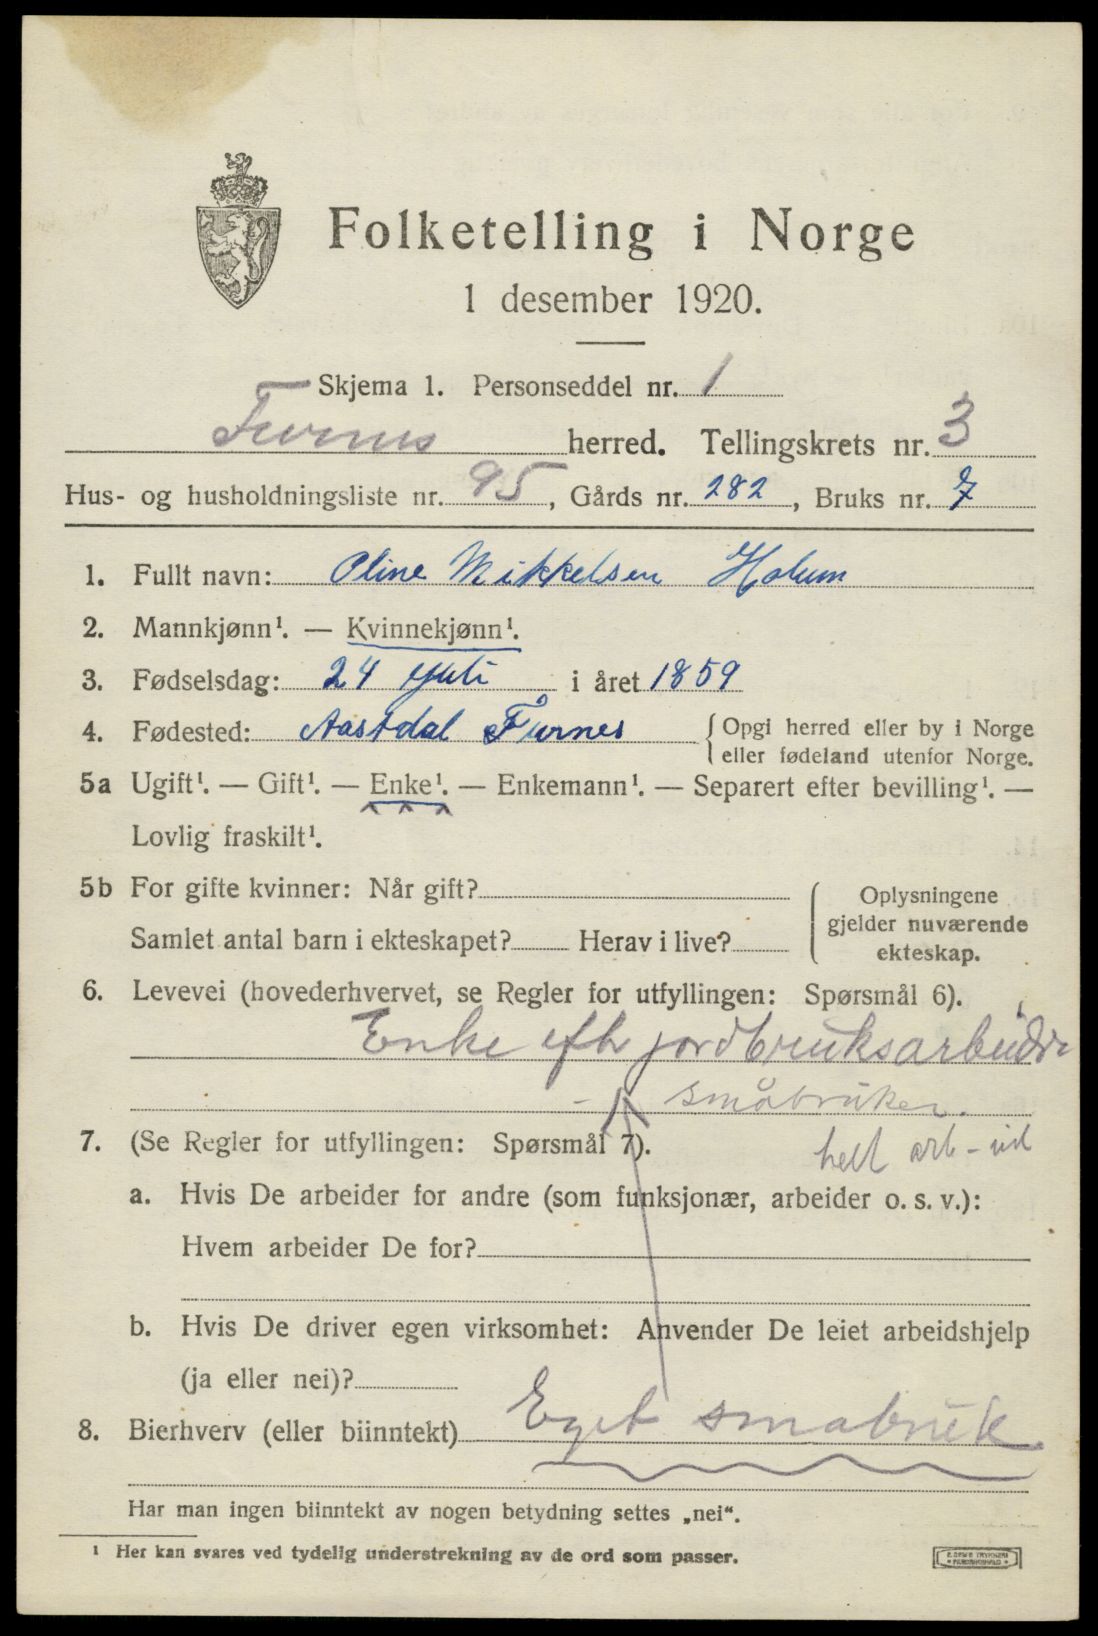 Folketelling i Norge
1 desember 1920.
Skjema 1. Personseddel nr. 1
Furnes herred. Tellingskrets nr. 3
Hus- og husholdningsliste nr. 95, Gårds nr. 282, Bruks nr. 7
1. Fullt navn: Oline Mikkelsen Holum
2. Mannkjønn¹. — Kvinnekjønn¹.
3. Fødselsdag: 24 Juli i året 1859
4. Fødested: Aastdal Furnes {Opgi herred eller by i Norge
eller fødeland utenfor Norge.
5a Ugift¹. — Gift¹. — Enke¹. — Enkemann¹. — Separert efter bevilling¹. —
Lovlig fraskilt¹.
5b For gifte kvinner: Når gift?
Samlet antal barn i ekteskapet? Herav i live?
{Oplysningene
gjelder nuværende
ekteskap.
6. Levevei (hovederhvervet, se Regler for utfyllingen: Spørsmål 6).
Enke efh jordbruksarbeider
- småbruker.
7. (Se Regler for utfyllingen: Spørsmål 7).
helt arb-
a. Hvis De arbeider for andre (som funksjonær, arbeider o. s. v.):
Hvem arbeider De for?
b. Hvis De driver egen virksomhet: Anvender De leiet arbeidshjelp
(ja eller nei)?
8. Bierhverv (eller biinntekt) Eget smabruk
Har man ingen biinntekt av nogen betydning settes „nei“.
¹ Her kan svares ved tydelig understrekning av de ord som passer.